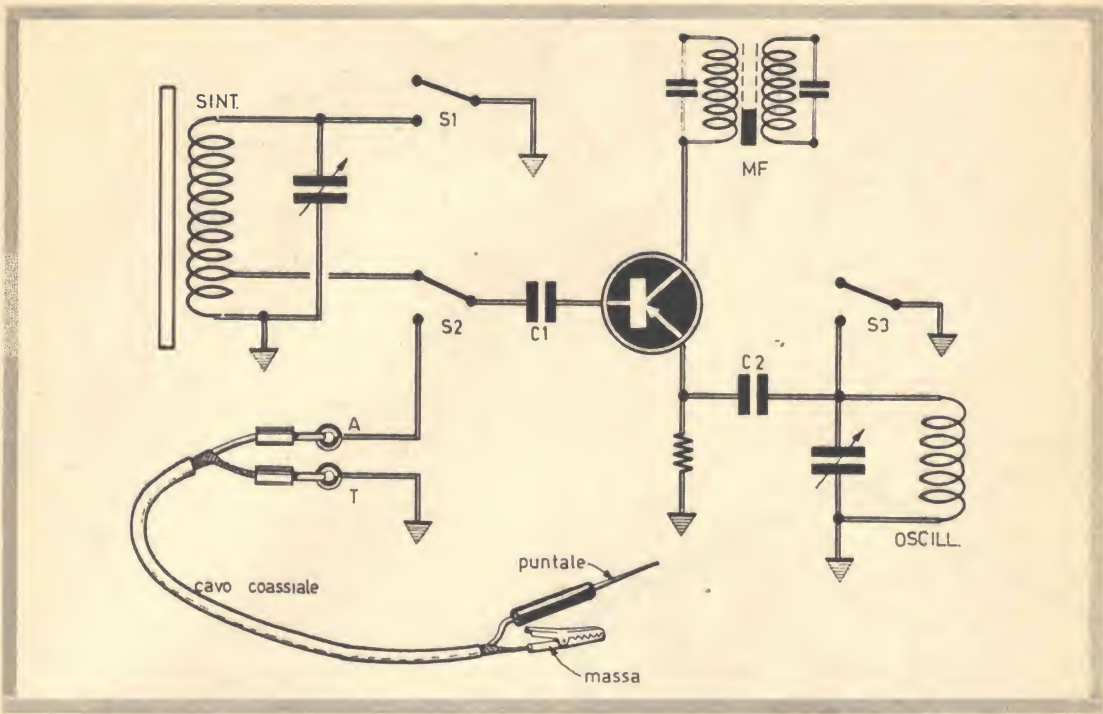 SINT.
S1
MF
S2
C1
S3
C2
A
T
OSCILL.
puntale
cavo coassiale
massa